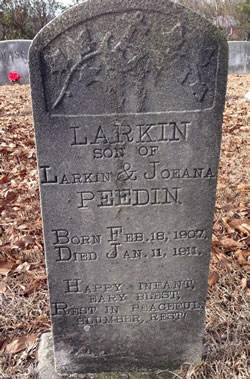 LARKIN
SON OF
LARKIN & JOEANA
PEEDIN.
BORN FEB. 18, 1907,
DIED JAN. 11, 1911.
HAPPY INFANT,
EARY BLEST,
REST IN PEACEFUL
SLUMBER, REST!